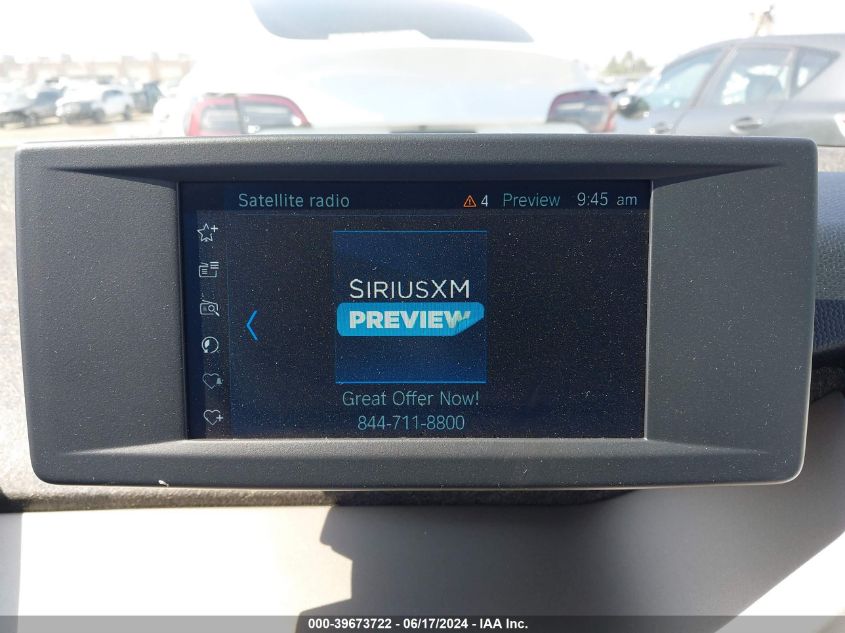 Satellite radio 4 Preview 9:45 am
SIRIUSXM
PREVIEW
Great Offer Now!
844-711-8800
000-39673722 - 06/17/2024 - IAA Inc.